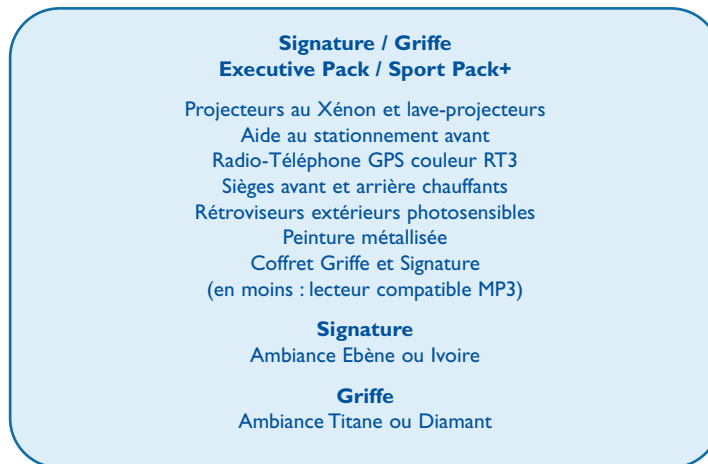 Signature / Griffe
Executive Pack / Sport Pack+
Projecteurs au Xénon et lave-projecteurs
Aide au stationnement avant
Radio-Téléphone GPS couleur RT3
Sièges avant et arrière chauffants
Rétroviseurs extérieurs photosensibles
Peinture métallisée
Coffret Griffe et Signature
(en moins : lecteur compatible MP3)
Signature
Ambiance Ebène ou Ivoire
Griffe
Ambiance Titane ou Diamant